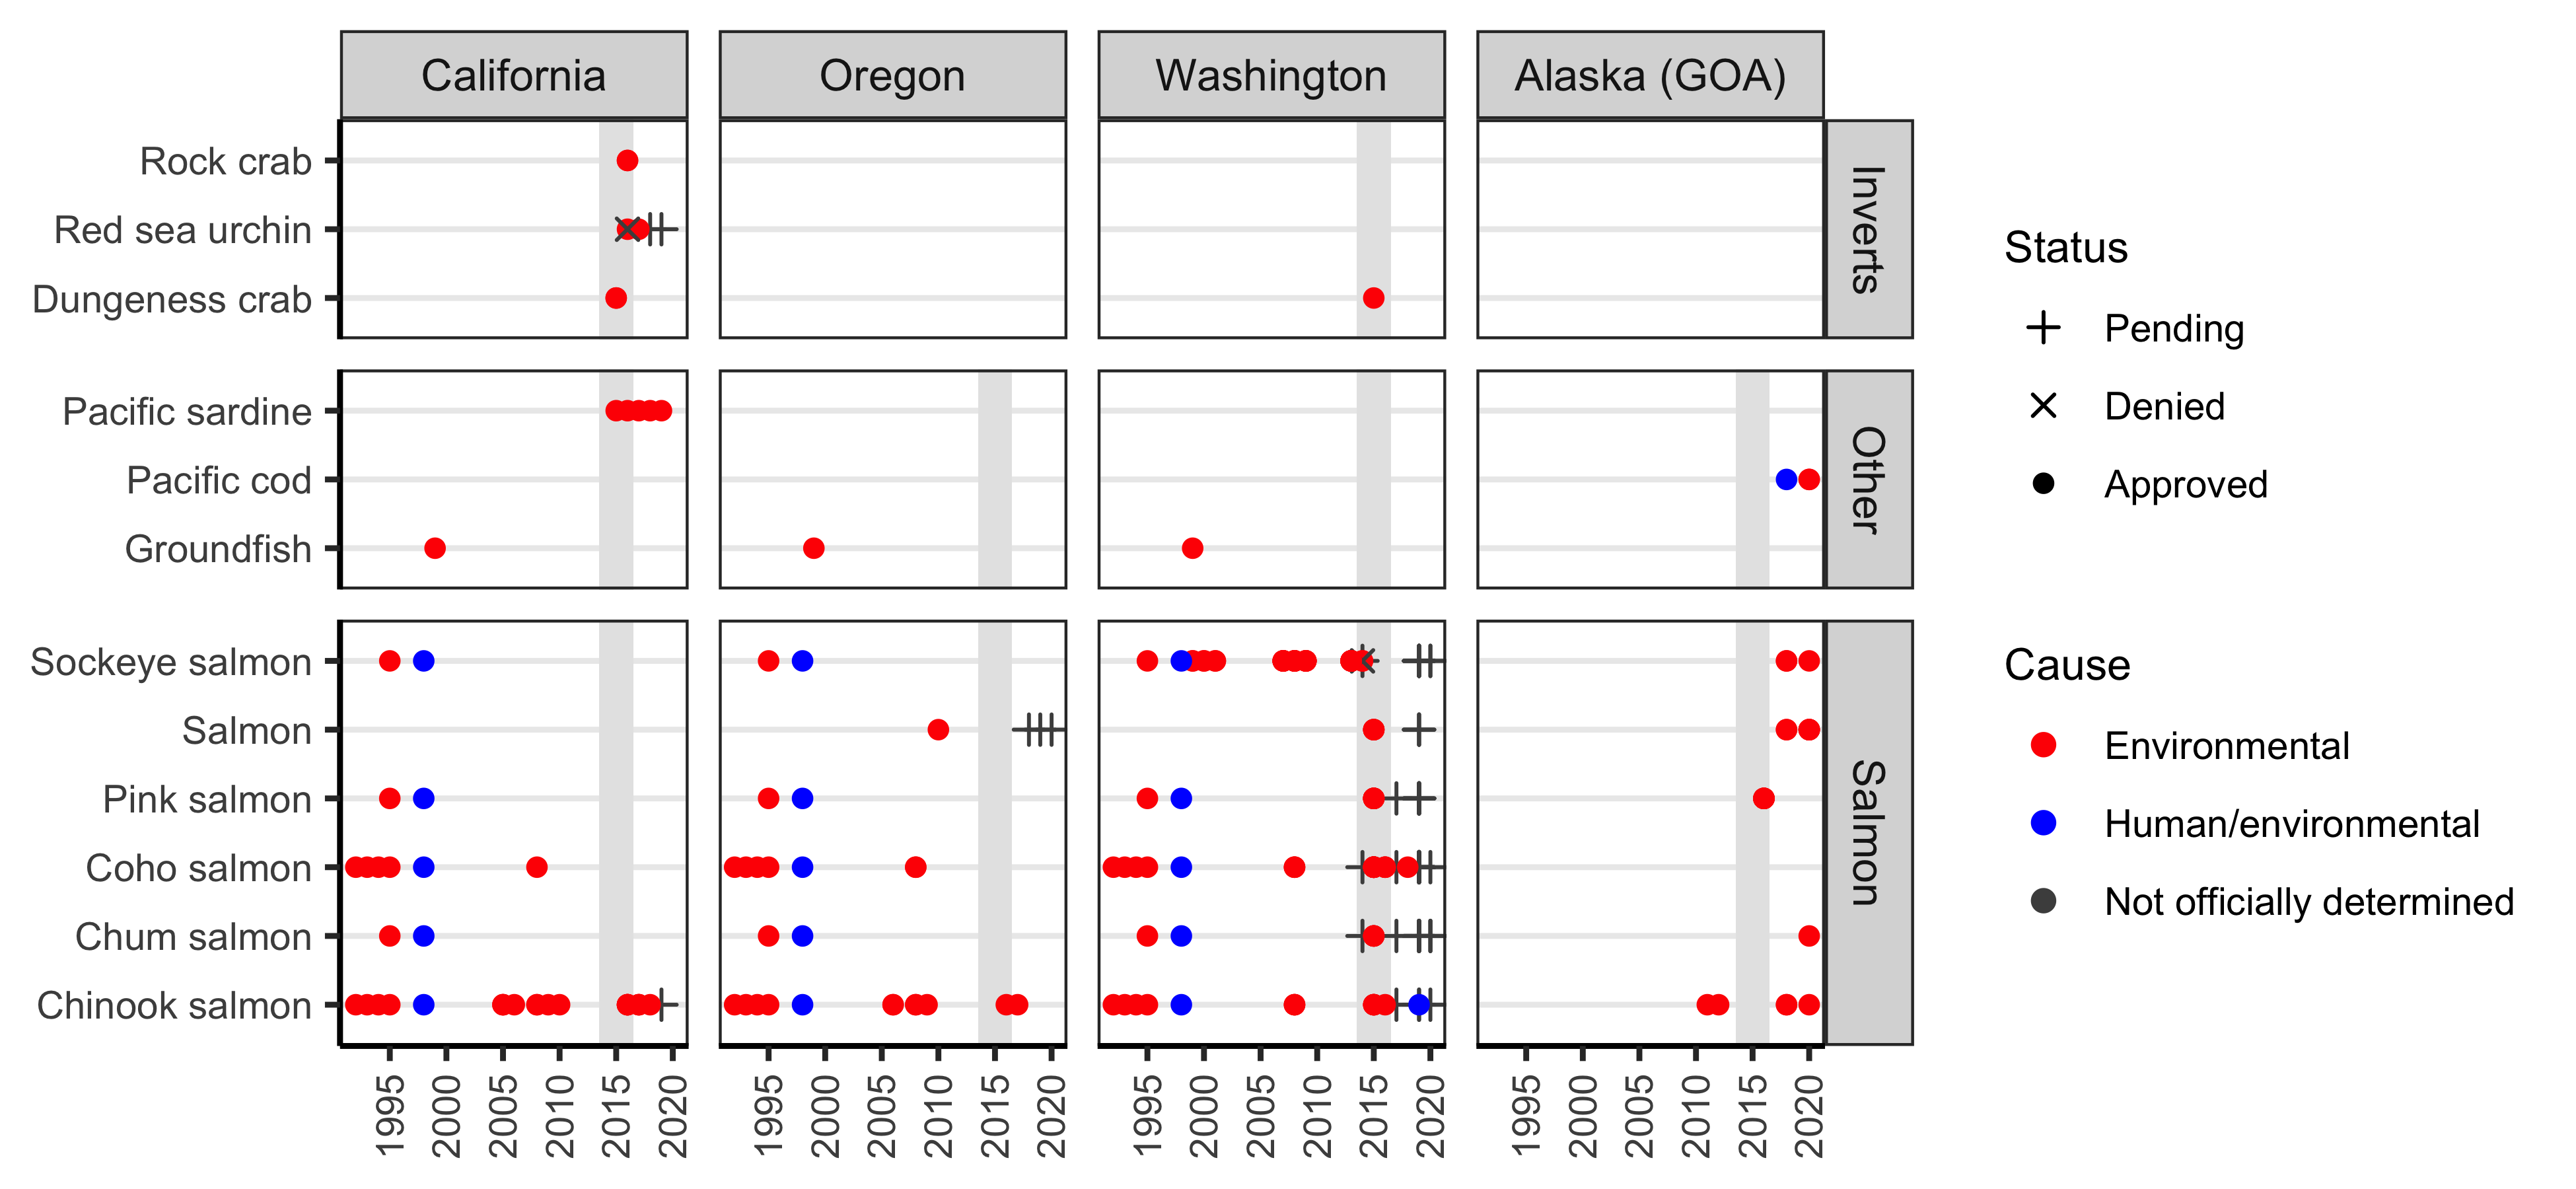 California Oregon Washington Alaska (GOA)
Rock crab
Red sea urchin
Dungeness crab
Inverts
Pacific sardine
Pacific cod
Groundfish
Other
Sockeye salmon
Salmon
Pink salmon
Coho salmon
Chum salmon
Chinook salmon
Salmon
1995 2000 2005 2010 2015 2020 1995 2000 2005 2010 2015 2020 1995 2000 2005 2010 2015 2020 1995 2000 2005 2010 2015 2020
Status
Pending
Denied
Approved
Cause
Environmental
Human/environmental
Not officially determined